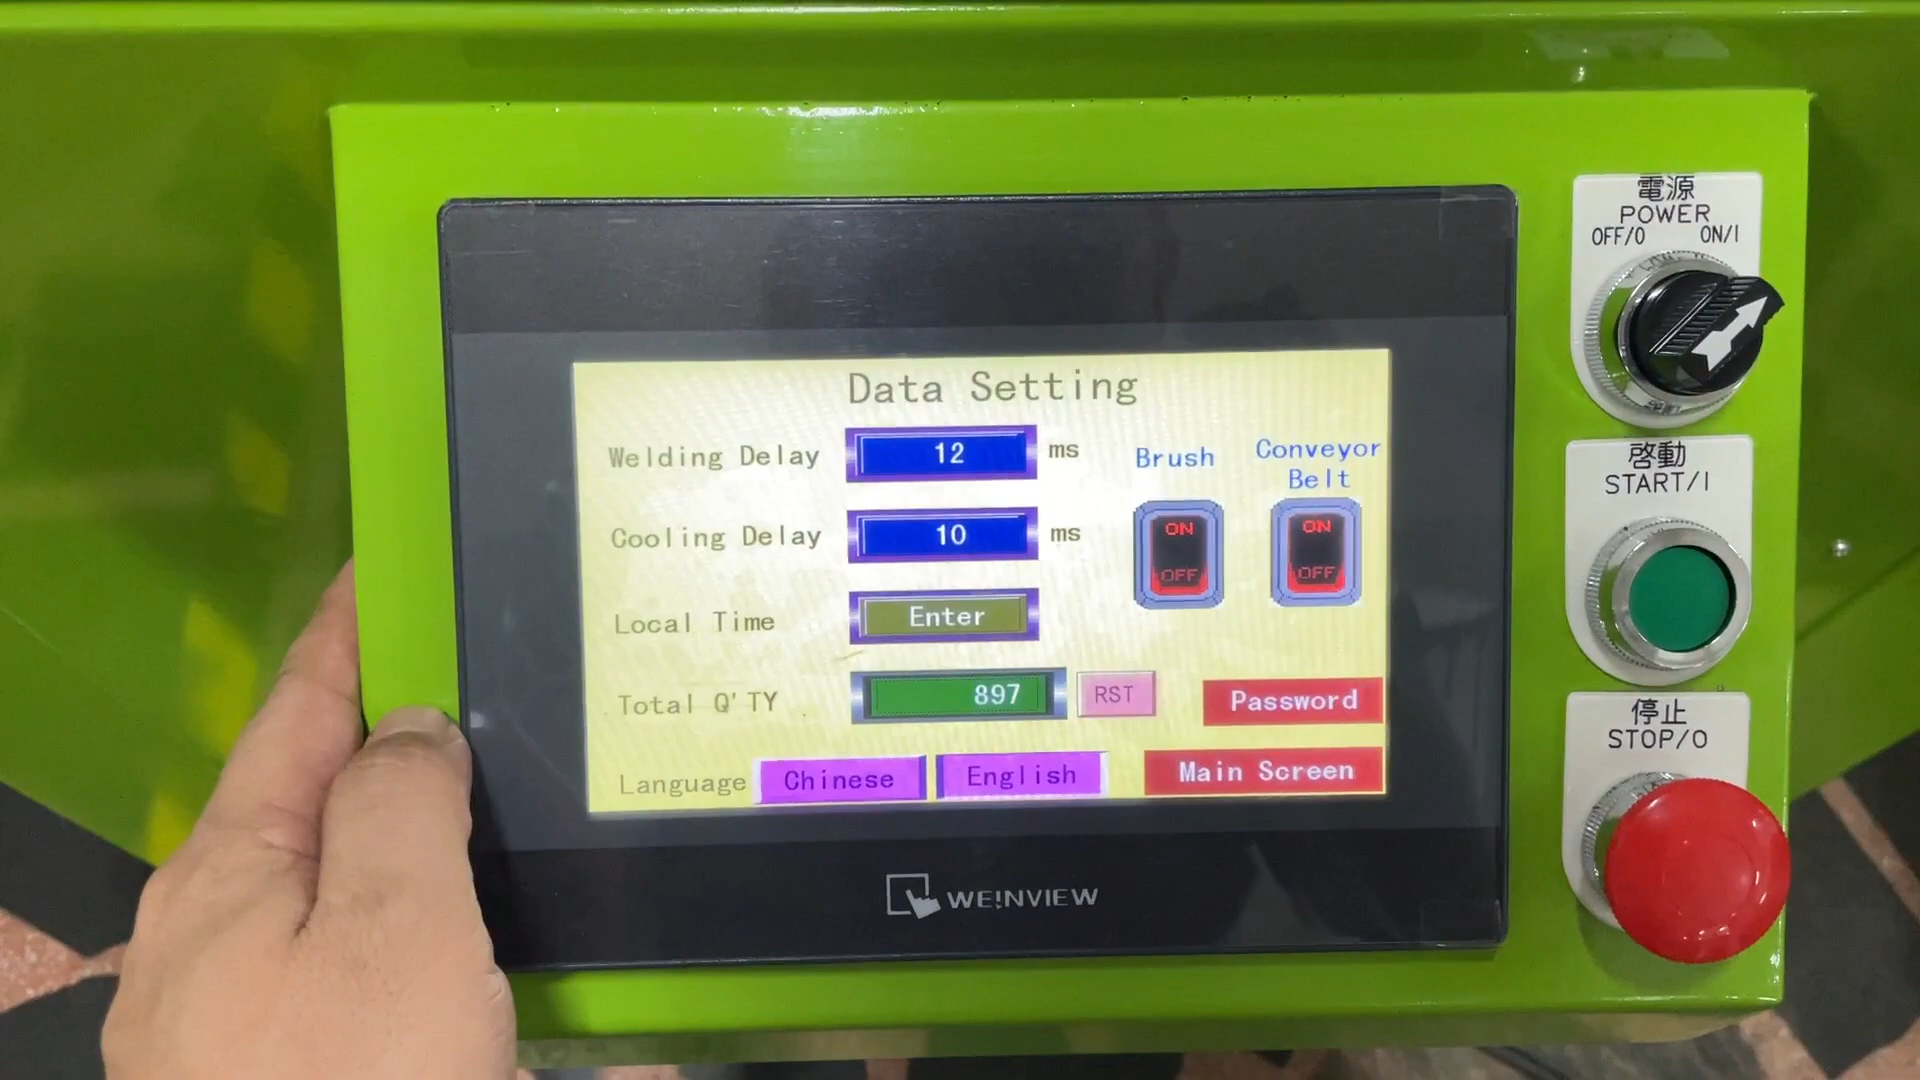 Data Setting
Welding Delay 12 ms
Cooling Delay 10 ms
Local Time Enter
Total Q'TY 897 RST
Language Chinese English
Brush
ON
OFF
Conveyor
Belt
ON
OFF
Password
Main Screen
WEINVIEW
電源
POWER
OFF/O ON/I
啓動
START/I
停止
STOP/O